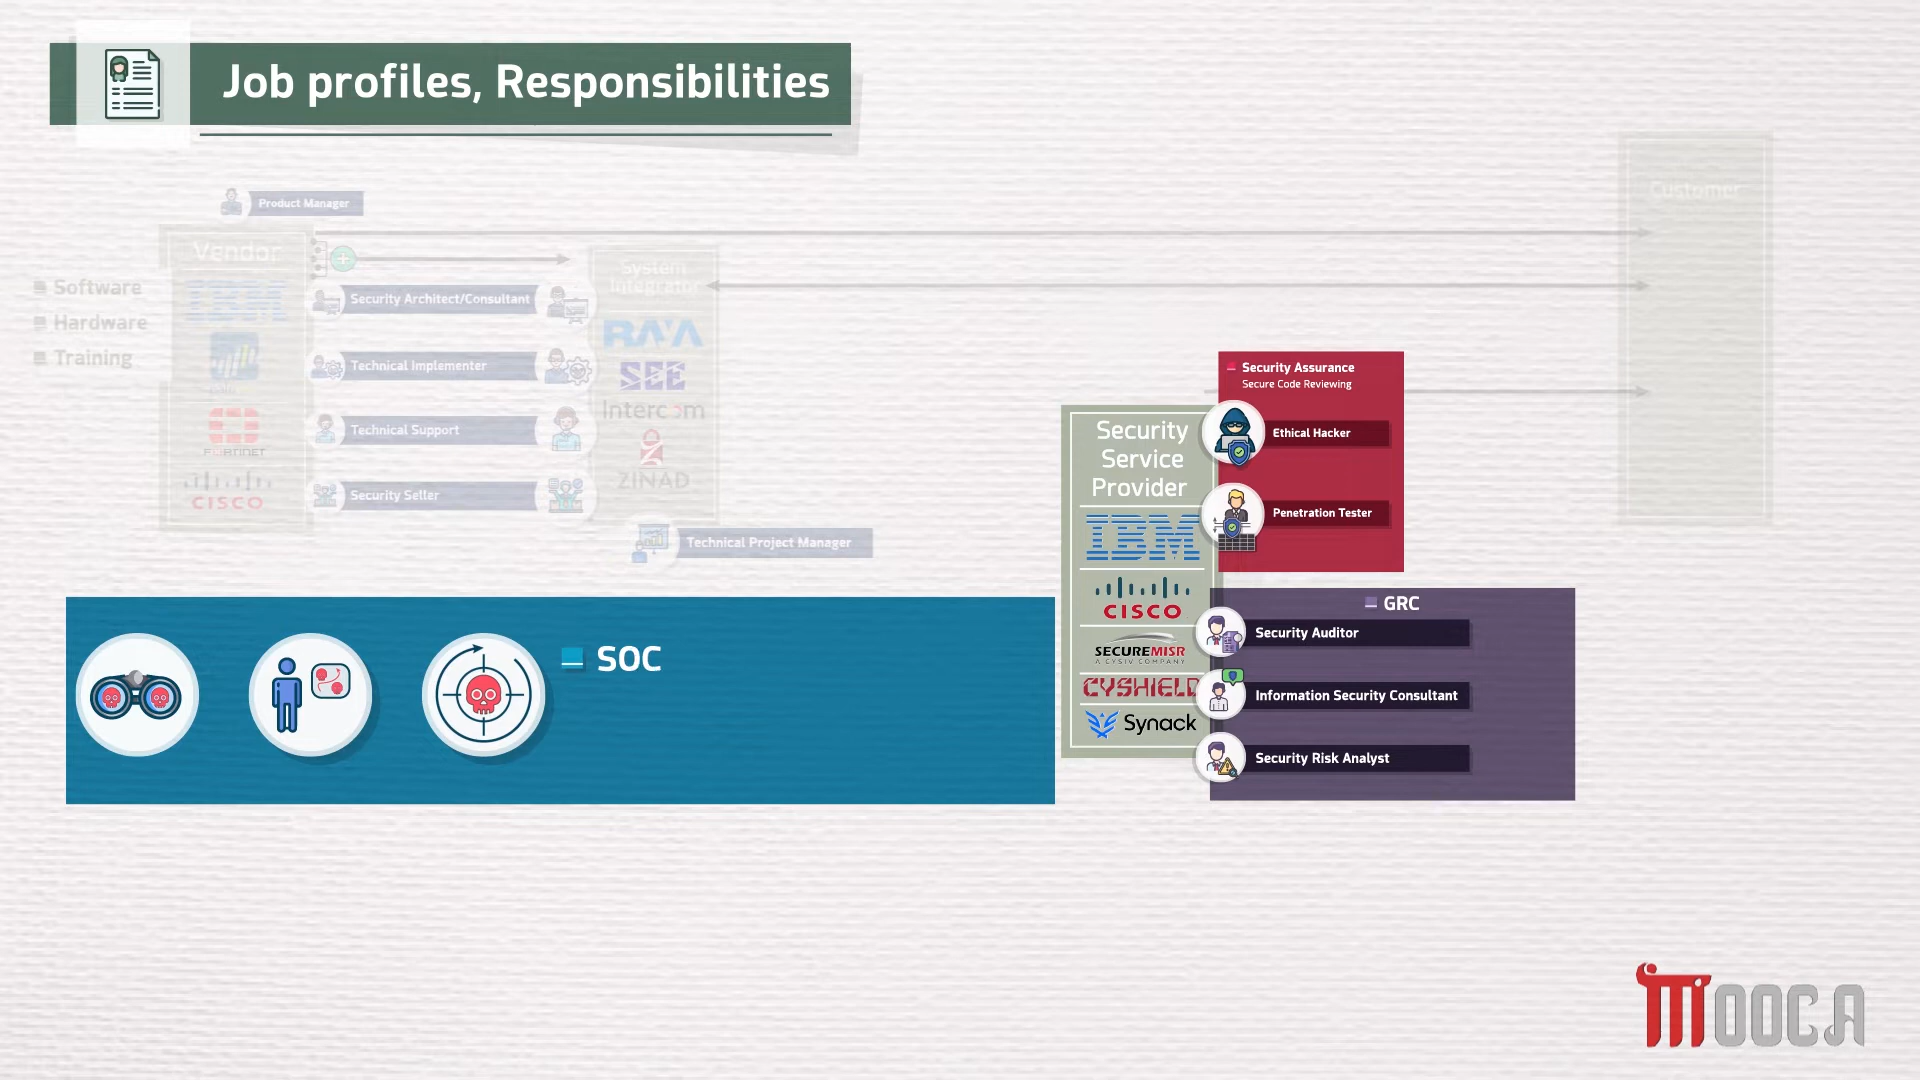 Job profiles, Responsibilities
Product Manager
Customer
Vendor
System
Integrator
Software
Hardware
Training
IBM
Security Architect/Consultant
RAYA
Technical Implementer
SEE
Intercom
FORTINET
Technical Support
CISCO
Security Seller
ZINAD
Technical Project Manager
Security Assurance
Secure Code Reviewing
Ethical Hacker
Penetration Tester
Security
Service
Provider
IBM
CISCO
SECUREMISR
A CYSIV COMPANY
CYSHIELD
Synack
GRC
Security Auditor
Information Security Consultant
Security Risk Analyst
SOC
MOOCA